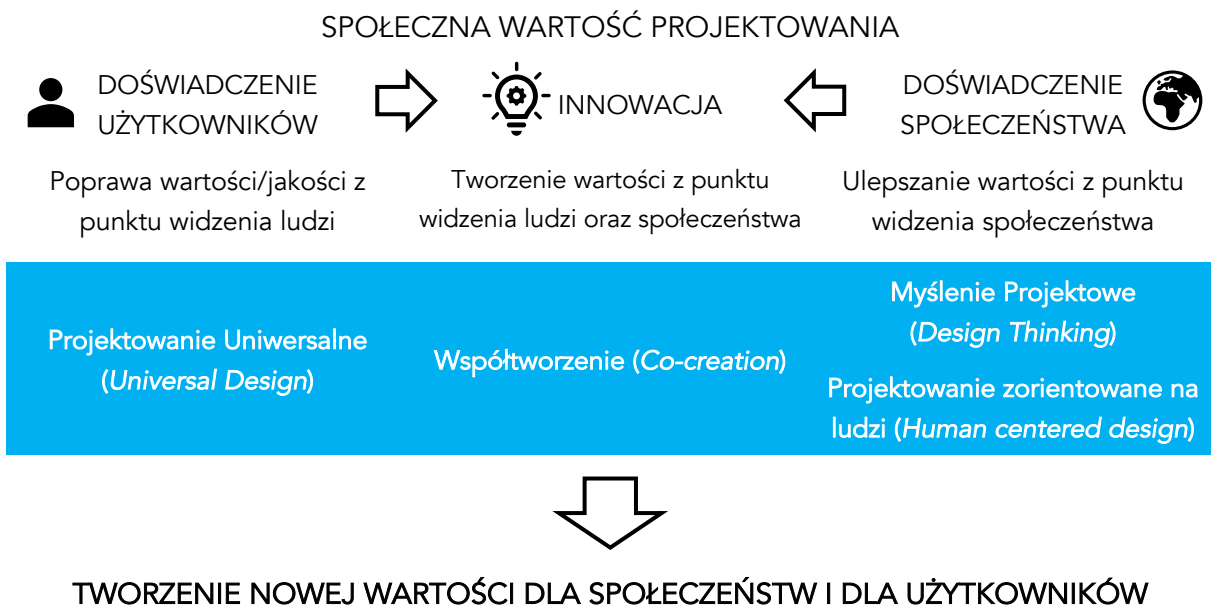 SPOŁECZNA WARTOŚĆ PROJEKTOWANIA
DOŚWIADCZENIE
UŻYTKOWNIKÓW
INNOWACJA
DOŚWIADCZENIE
SPOŁECZEŃSTWA
Poprawa wartości/jakości z
punktu widzenia ludzi
Tworzenie wartości z punktu
widzenia ludzi oraz społeczeństwa
Ulepszanie wartości z punktu
widzenia społeczeństwa
Projektowanie Uniwersalne
(Universal Design)
Współtworzenie (Co-creation)
Myślenie Projektowe
(Design Thinking)
Projektowanie zorientowane na
ludzi (Human centered design)
TWORZENIE NOWEJ WARTOŚCI DLA SPOŁECZEŃSTW I DLA UŻYTKOWNIKÓW